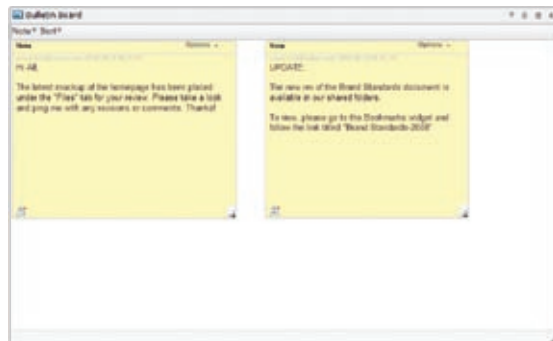 Bulletin Board
Note Sort
Note Options
Hi All,
The latest mockup of the homepage has been placed
under the "Files" tab for your review. Please take a look
and ping me with any revisions or comments. Thanks!
Note Options
UPDATE:
The new rev of the Brand Standards document is
available in our shared folders.
To view, please go to the Bookmarks widget and
follow the link titled "Brand Standards-2008"